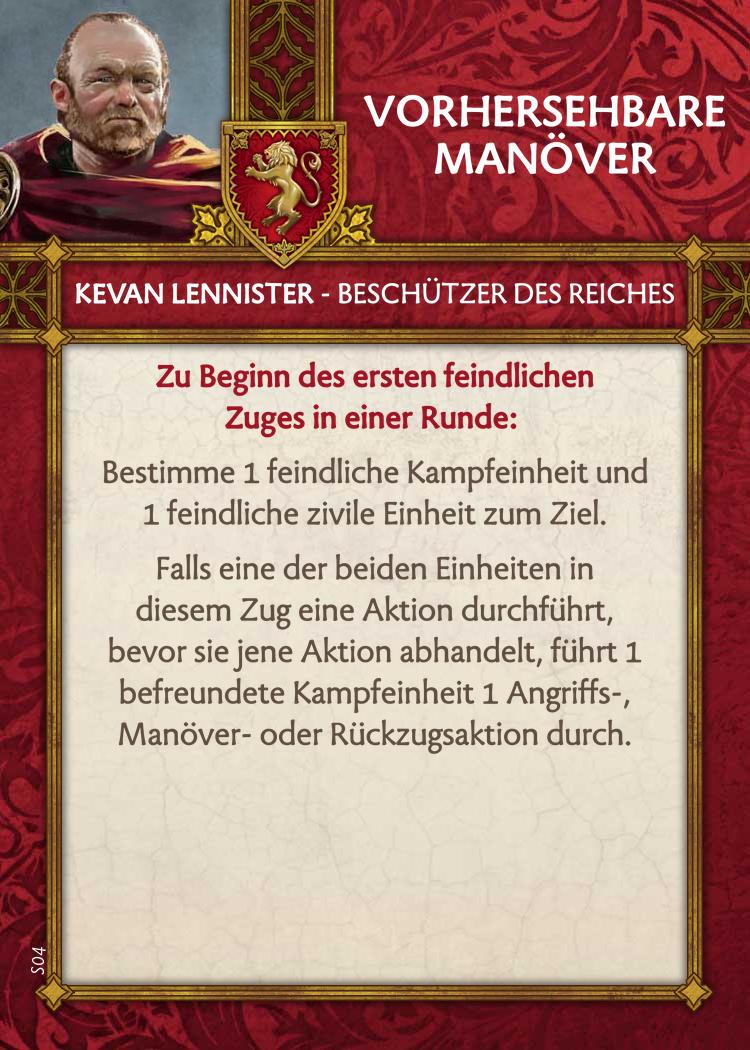 VORHERSEHBARE
MANÖVER
KEVAN LENNISTER - BESCHÜTZER DES REICHES
Zu Beginn des ersten feindlichen
Zuges in einer Runde:
Bestimme 1 feindliche Kampfeinheit und
1 feindliche zivile Einheit zum Ziel.
Falls eine der beiden Einheiten in
diesem Zug eine Aktion durchführt,
bevor sie jene Aktion abhandelt, führt 1
befreundete Kampfeinheit 1 Angriffs-,
Manöver- oder Rückzugsaktion durch.
S04